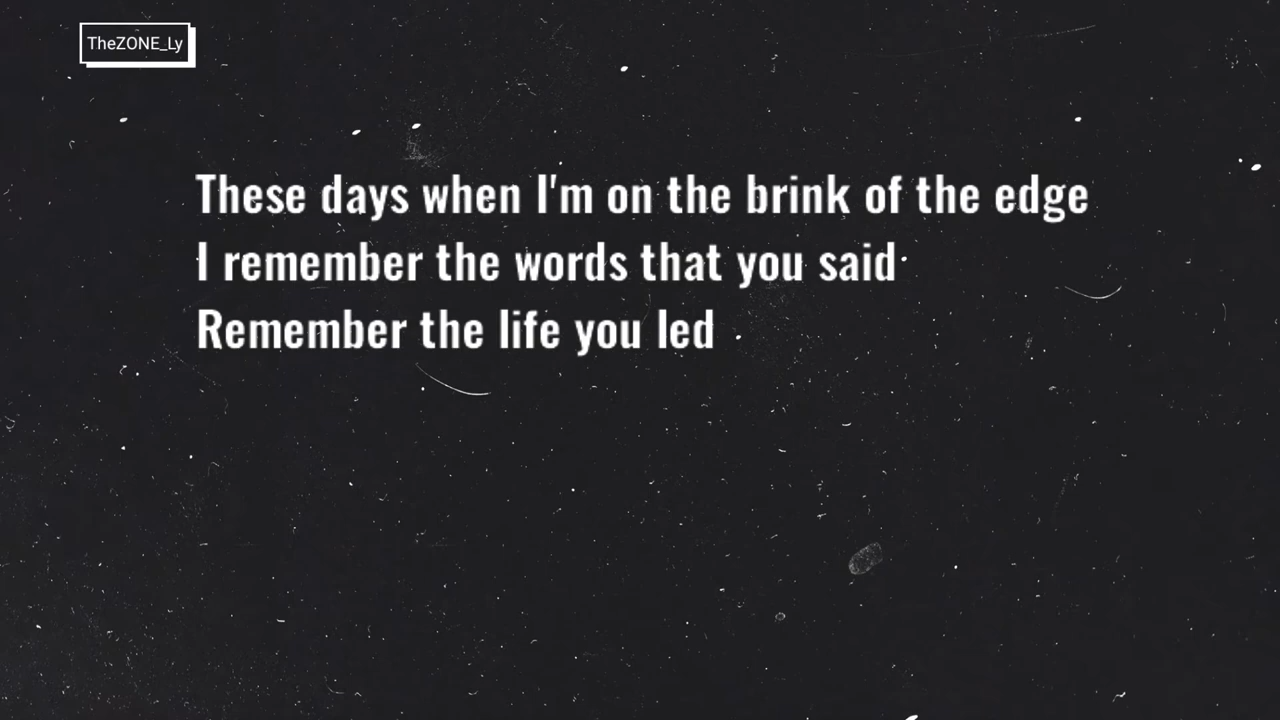 TheZONE_Ly
These days when I'm on the brink of the edge
I remember the words that you said
Remember the life you led